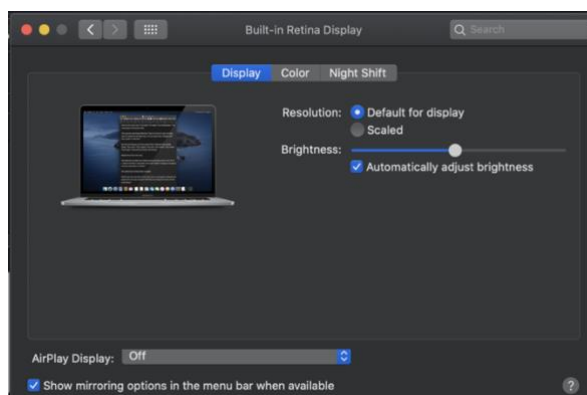 Built-in Retina Display
Search
Display Color Night Shift
Resolution: Default for display
Scaled
Brightness:
Automatically adjust brightness
AirPlay Display: Off
Show mirroring options in the menu bar when available
?